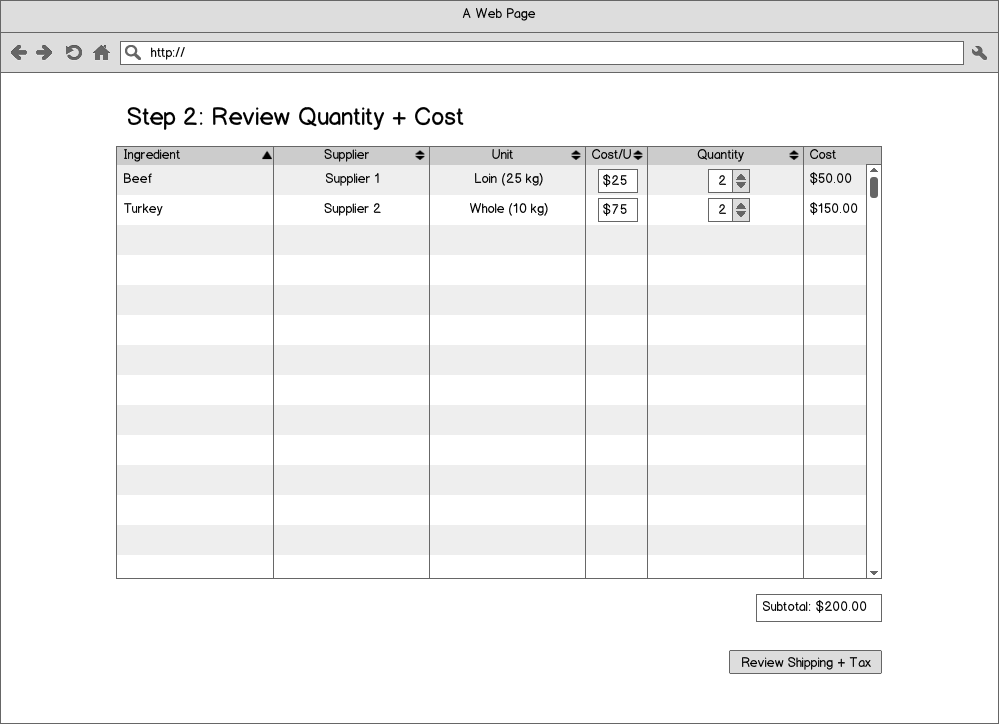 A Web Page
http://
Step 2: Review Quantity + Cost
Ingredient Supplier Unit Cost/U Quantity Cost
Beef Supplier 1 Loin (25 kg) $25 2 $50.00
Turkey Supplier 2 Whole (10 kg) $75 2 $150.00
Subtotal: $200.00
Review Shipping + Tax